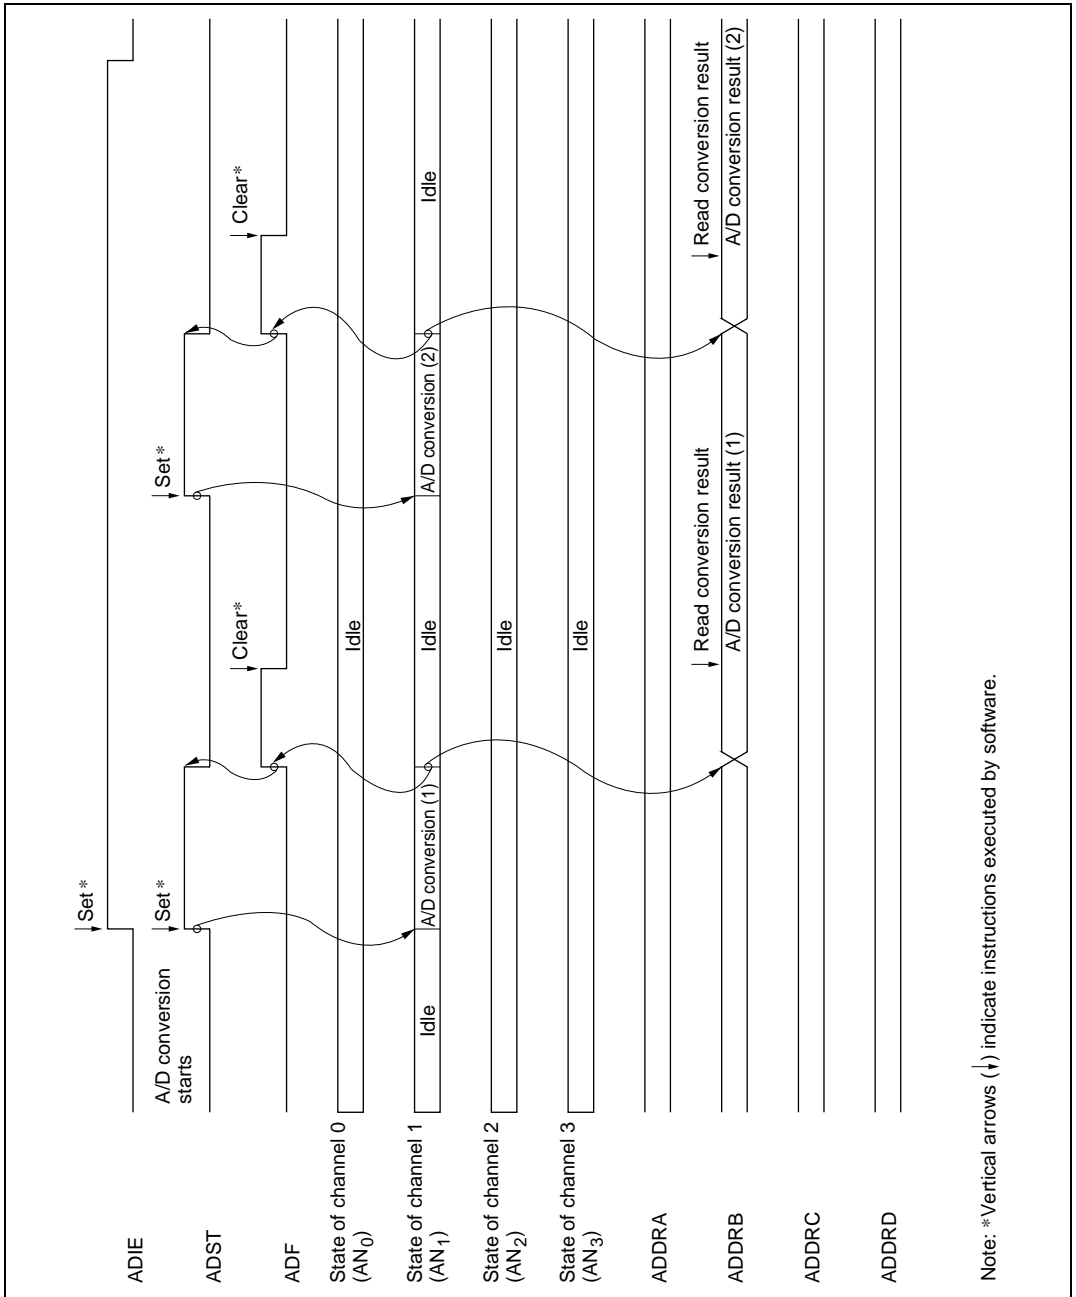 ADIE
Set *
ADST
A/D conversion
starts
Set *
Set *
ADF
Clear *
Clear *
State of channel 0
(AN0)
Idle
State of channel 1
(AN1)
Idle
A/D conversion (1)
Idle
A/D conversion (2)
Idle
State of channel 2
(AN2)
Idle
State of channel 3
(AN3)
Idle
ADDRA
ADDRB
Read conversion result
A/D conversion result (1)
Read conversion result
A/D conversion result (2)
ADDRC
ADDRD
Note: * Vertical arrows (↓) indicate instructions executed by software.